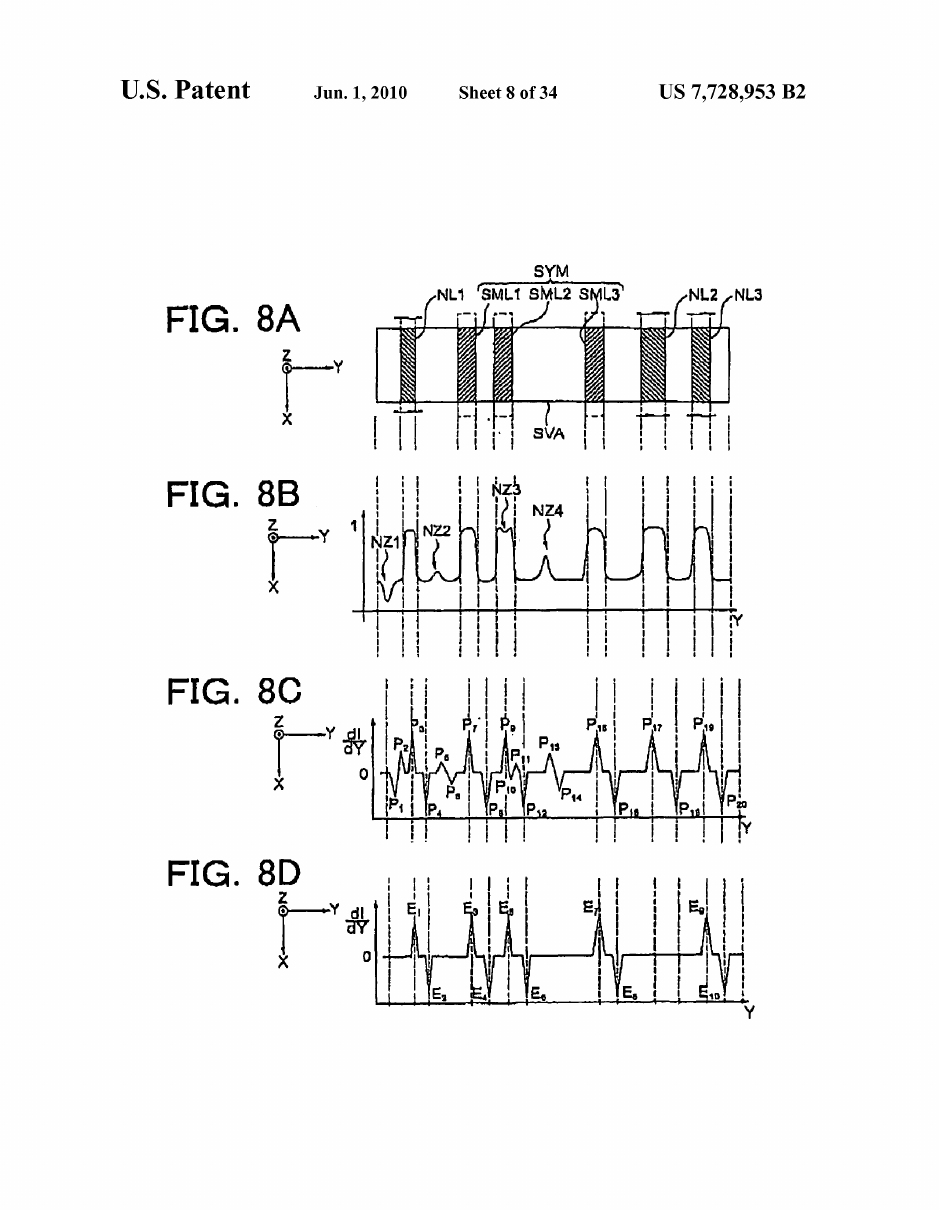 U.S. Patent Jun. 1, 2010 Sheet 8 of 34 US 7,728,953 B2
SYM
NL1 SML1 SML2 SML3 NL2 NL3
FIG. 8A
Z
Y
X
SVA
FIG. 8B
Z
Y
X
1
NZ1 NZ2 NZ3 NZ4
Y
FIG. 8C
Z
Y
X
dI
dY
0
P2 P3 P5 P7 P9 P11 P13 P15 P17 P19
P1 P4 P6 P8 P10 P12 P14 P16 P18 P20
Y
FIG. 8D
Z
Y
X
dI
dY
0
E1 E3 E5 E7 E9
E2 E4 E6 E8 E10
Y